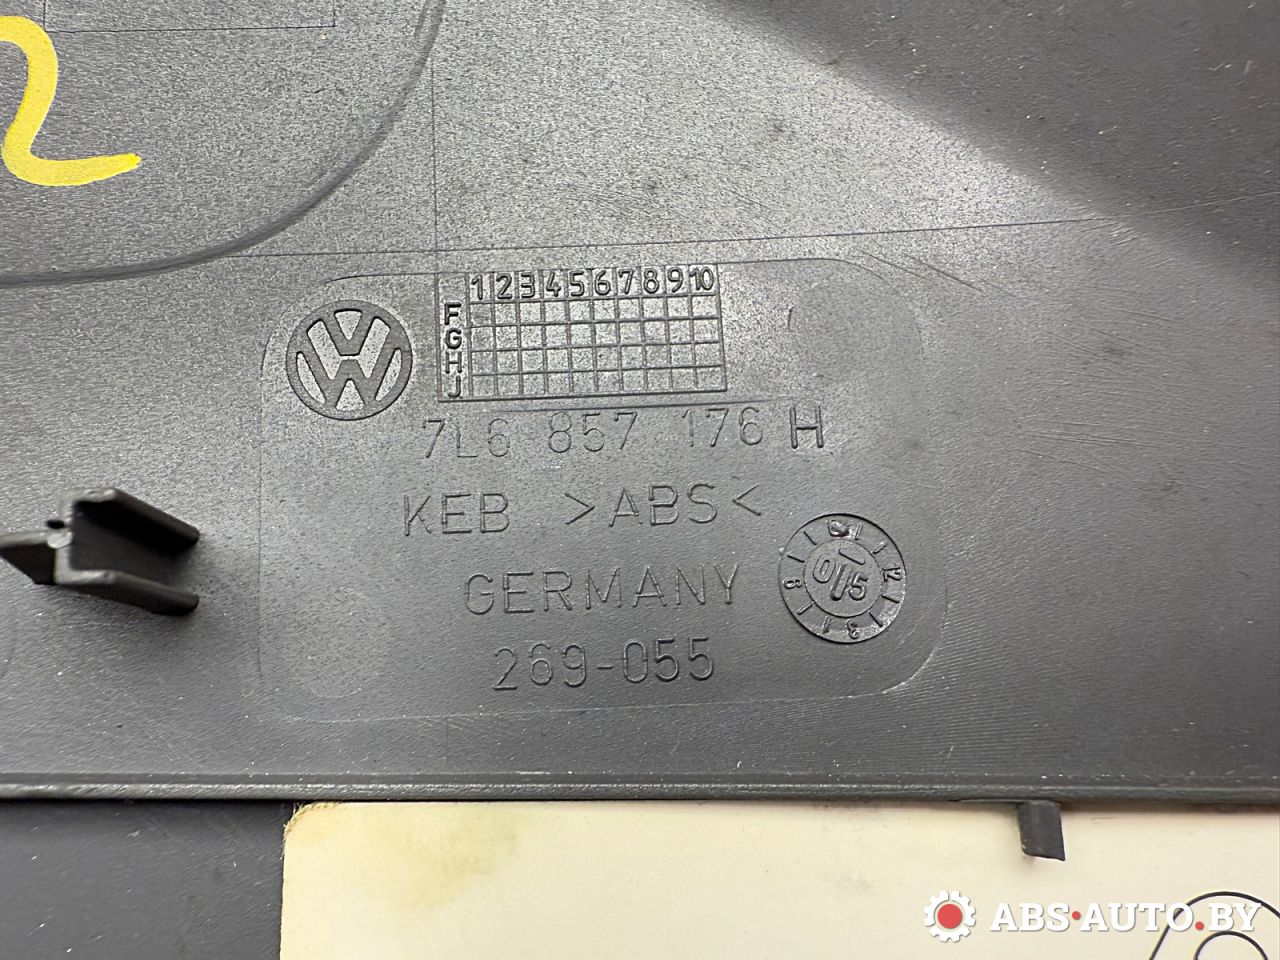 2
1 2 3 4 5 6 7 8 9 10
F
G
H
J
7L6 857 176 H
KEB >ABS<
GERMANY
269-055
05
ABS·AUTO.BY